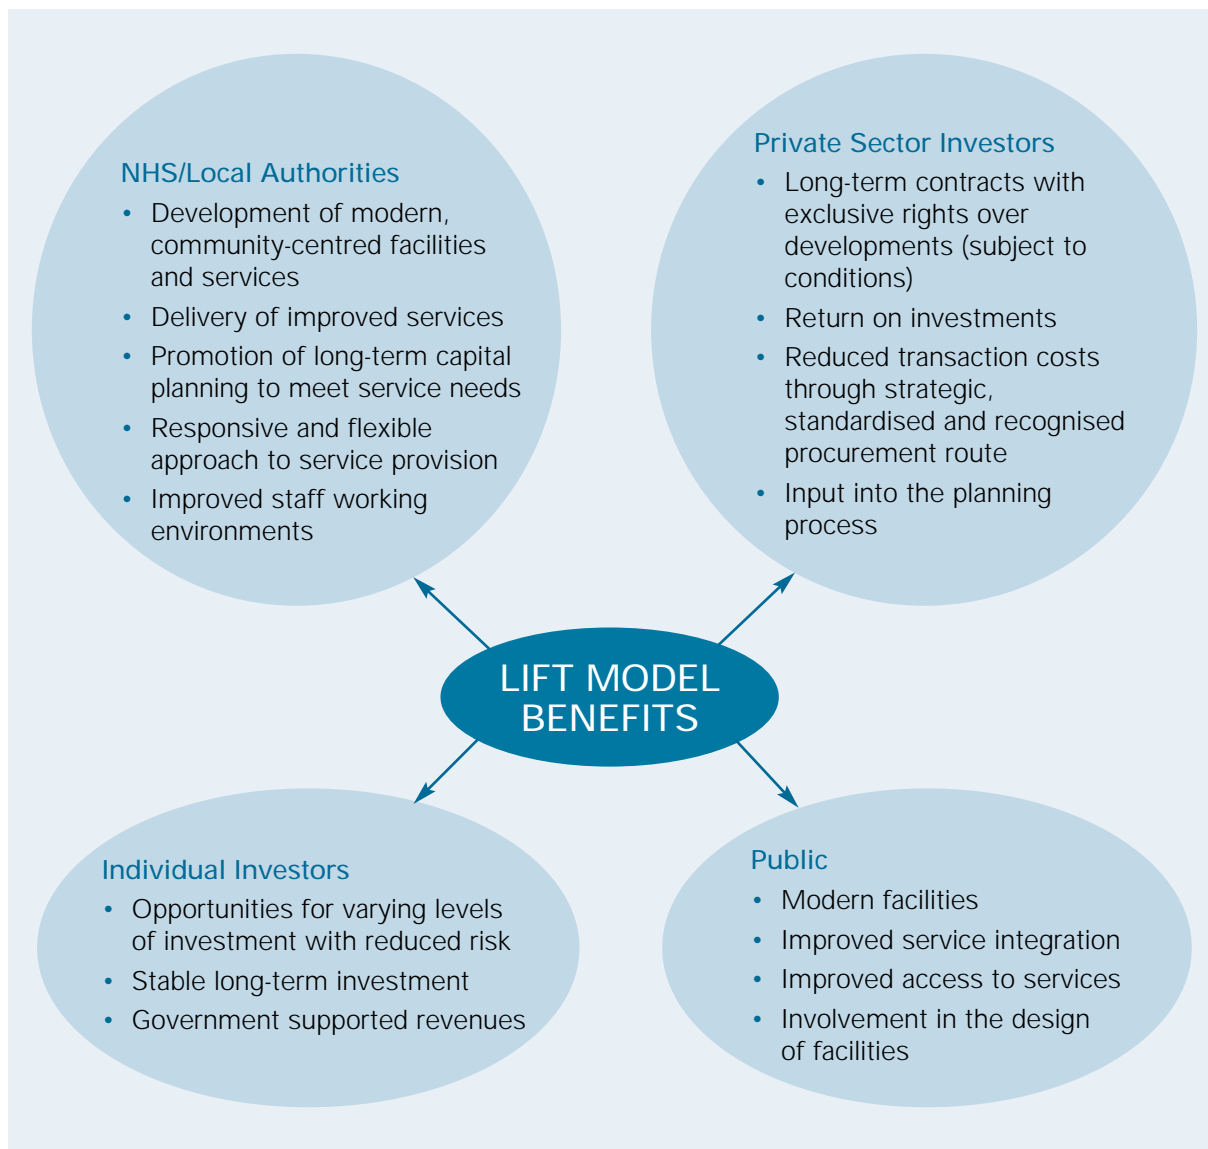 NHS/Local Authorities
• Development of modern,
community-centred facilities
and services
• Delivery of improved services
• Promotion of long-term capital
planning to meet service needs
• Responsive and flexible
approach to service provision
• Improved staff working
environments
Private Sector Investors
• Long-term contracts with
exclusive rights over
developments (subject to
conditions)
• Return on investments
• Reduced transaction costs
through strategic,
standardised and recognised
procurement route
• Input into the planning
process
LIFT MODEL
BENEFITS
Individual Investors
• Opportunities for varying levels
of investment with reduced risk
• Stable long-term investment
• Government supported revenues
Public
• Modern facilities
• Improved service integration
• Improved access to services
• Involvement in the design
of facilities